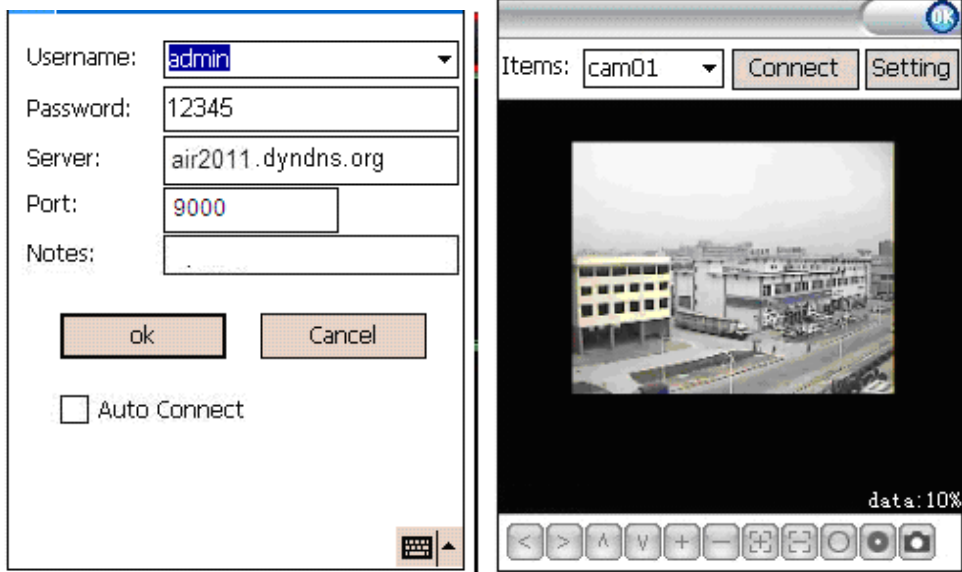 Username: admin
Password: 12345
Server: air2011.dyndns.org
Port: 9000
Notes:
ok Cancel
Auto Connect
OK
Items: cam01 Connect Setting
data:10%
< > ∧ ∨ + − + −